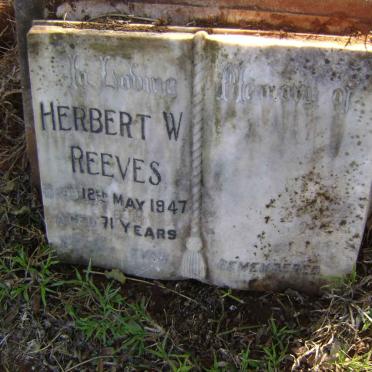 In Loving Memory of
HERBERT W
REEVES
12TH MAY 1947
AGED 71 YEARS
REMEMBERED